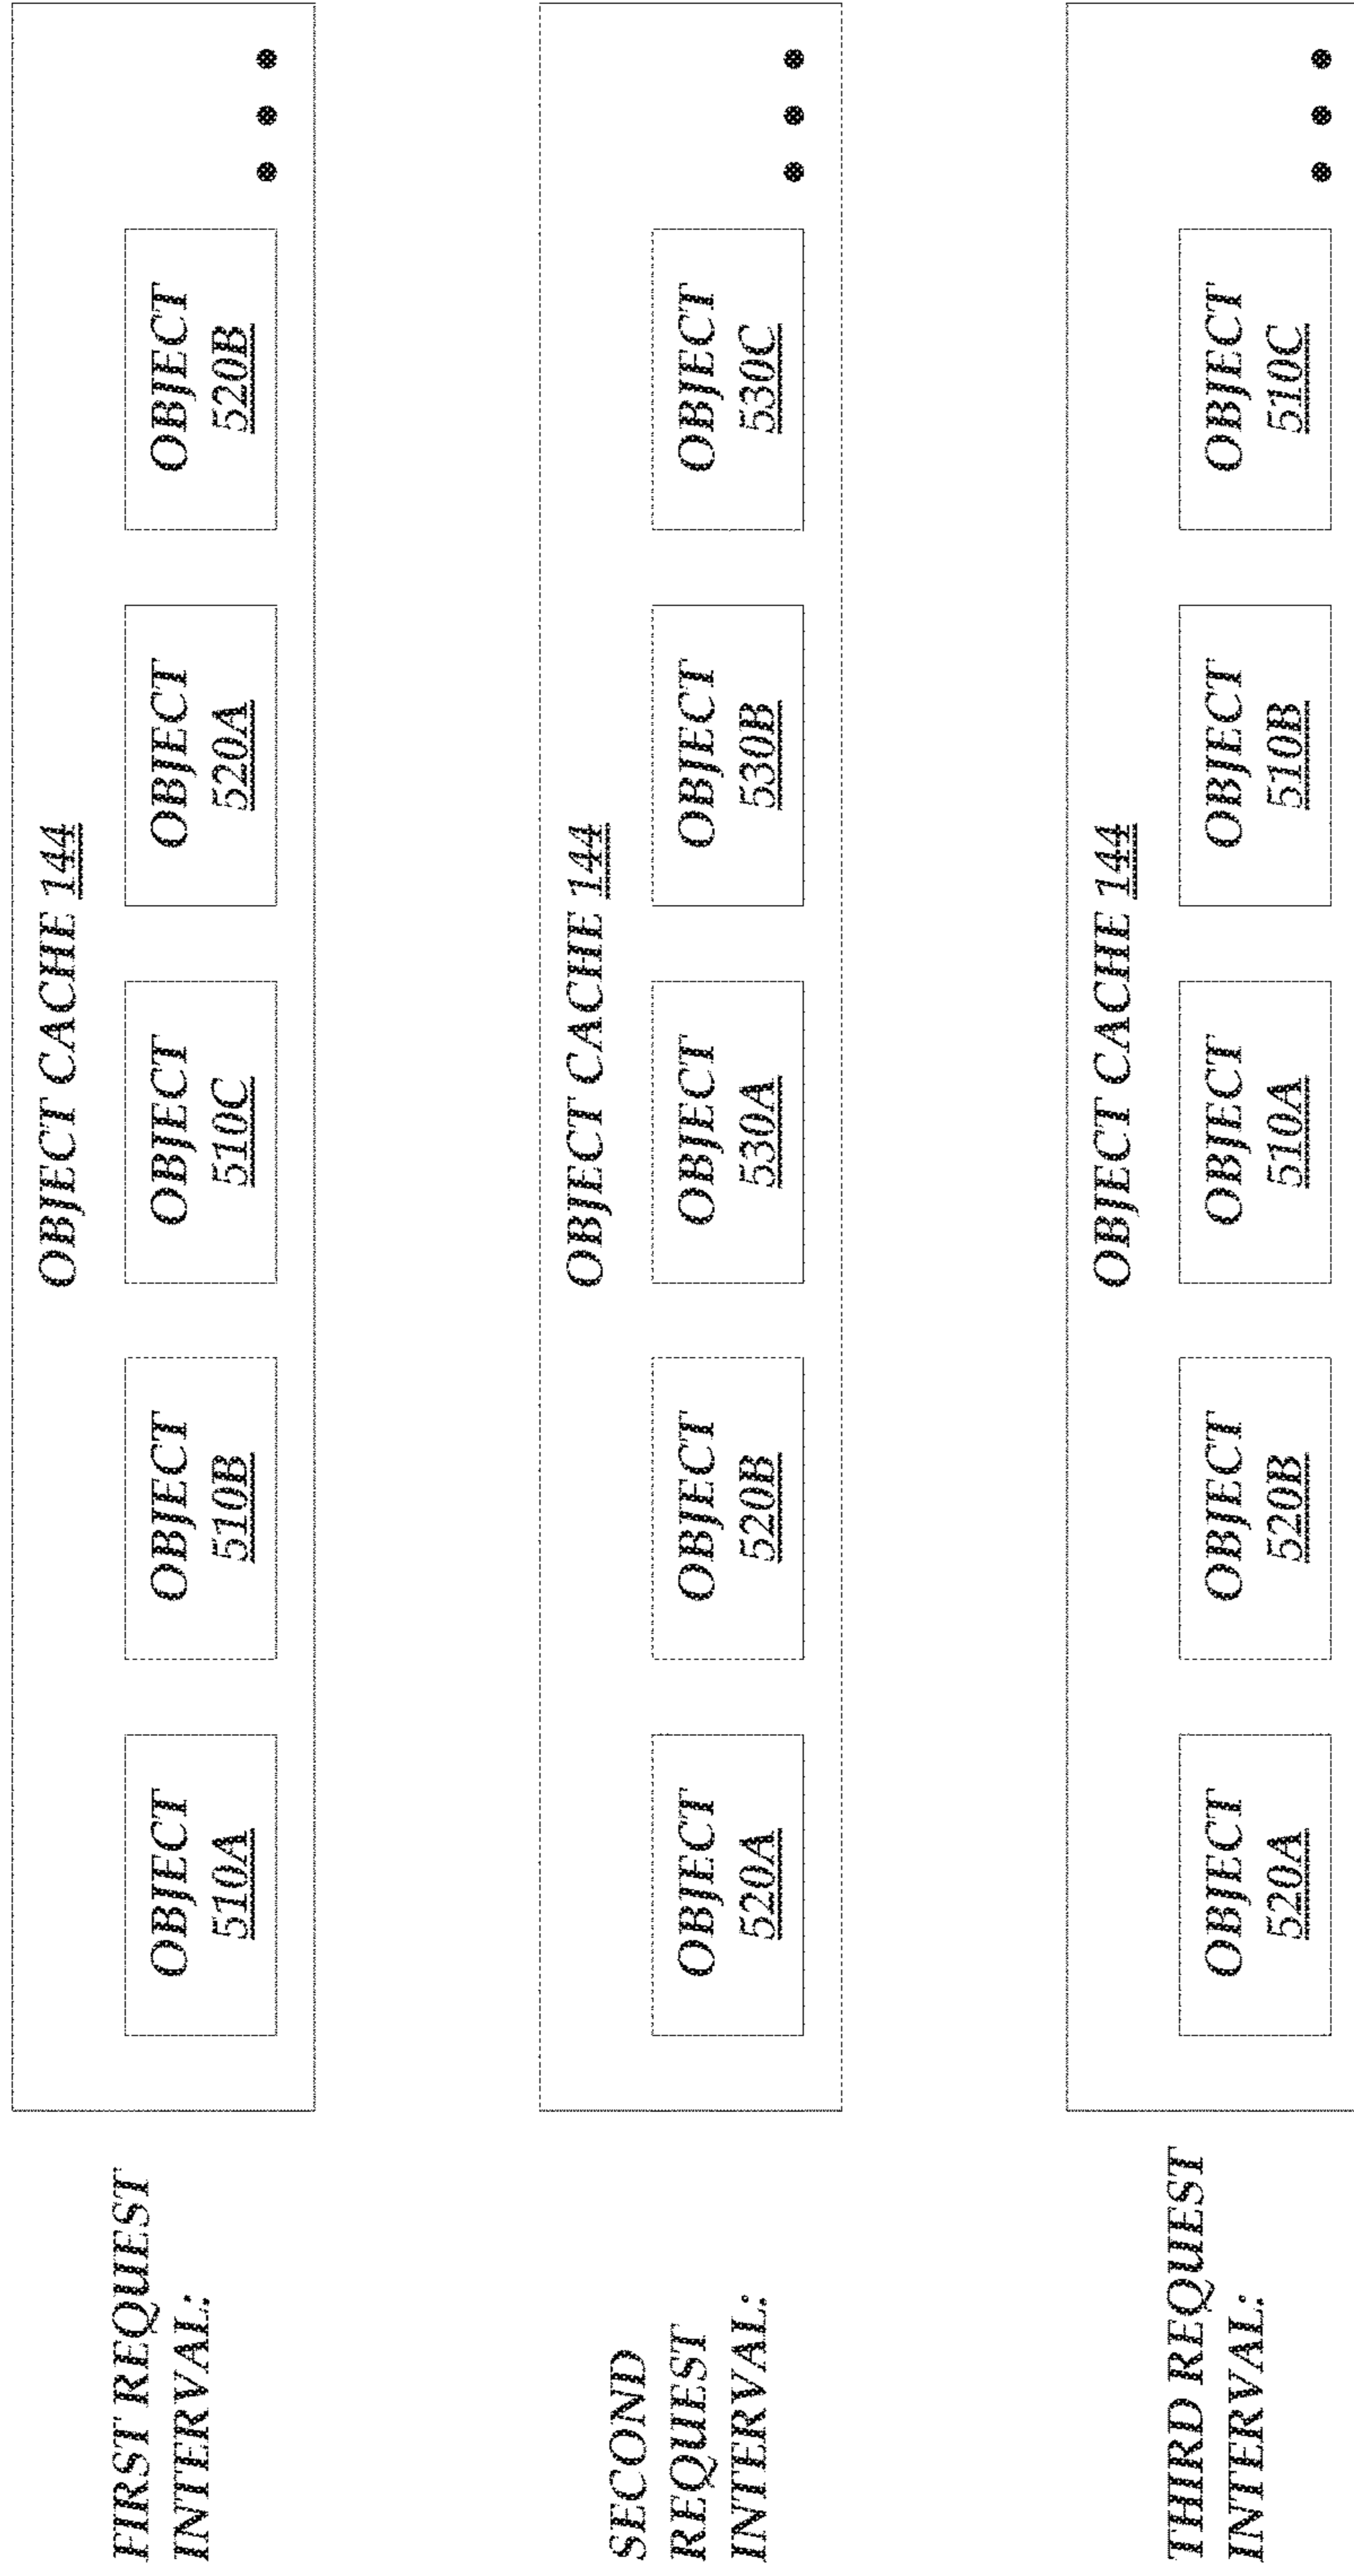 FIRST REQUEST
INTERVAL:
OBJECT CACHE 144
OBJECT
510A
OBJECT
510B
OBJECT
510C
OBJECT
520A
OBJECT
520B
SECOND
REQUEST
INTERVAL:
OBJECT CACHE 144
OBJECT
520A
OBJECT
520B
OBJECT
530A
OBJECT
530B
OBJECT
530C
THIRD REQUEST
INTERVAL:
OBJECT CACHE 144
OBJECT
520A
OBJECT
520B
OBJECT
510A
OBJECT
510B
OBJECT
510C